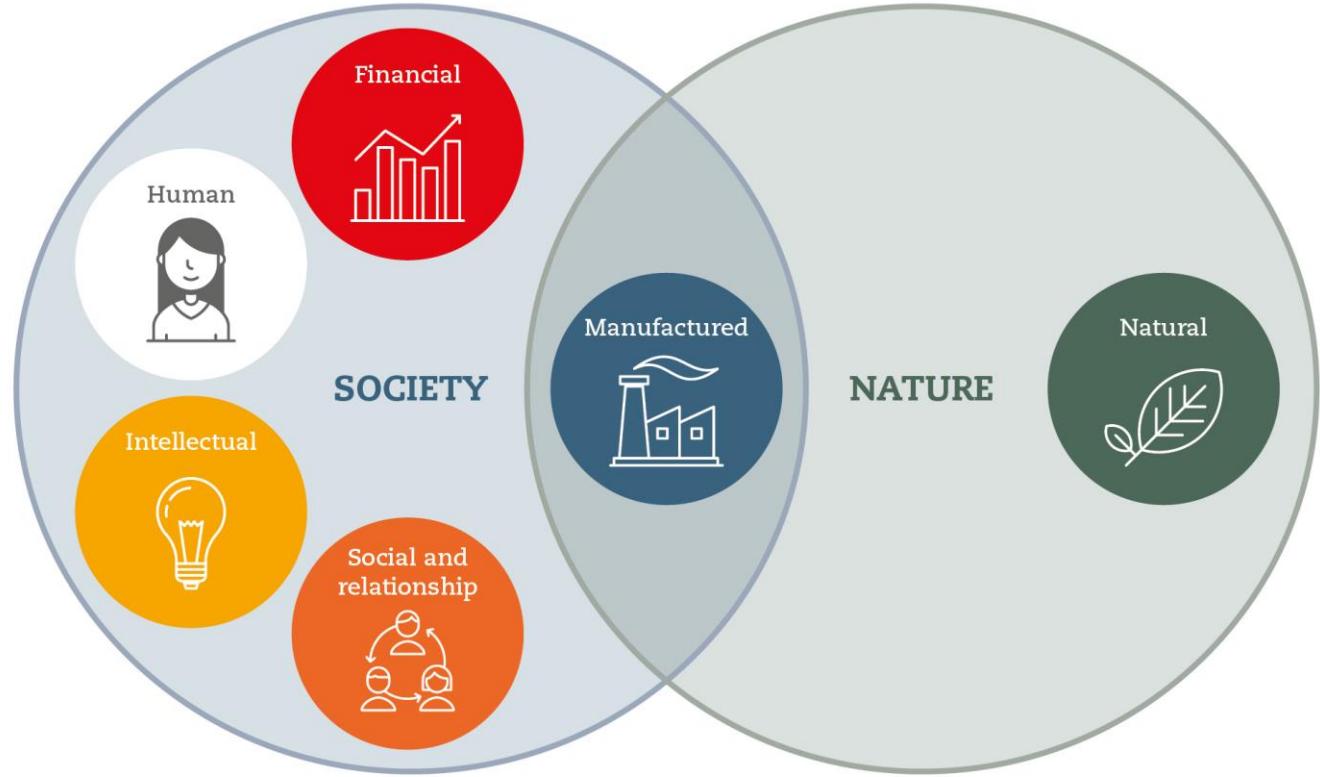 Financial
Human
Manufactured
Natural
SOCIETY
NATURE
Intellectual
Social and
relationship